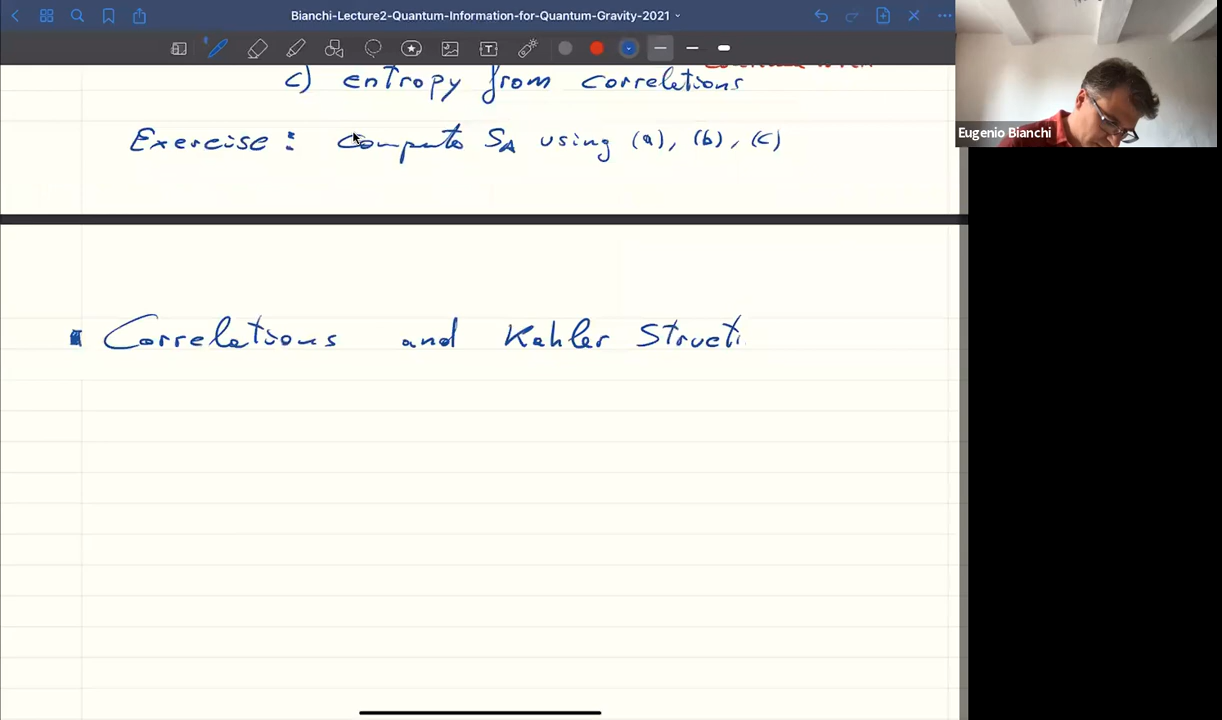 Bianchi-Lecture2-Quantum-Information-for-Quantum-Gravity-2021
c) entropy from correlations
Exercise: compute S_A using (a), (b), (c)
Eugenio Bianchi
Correlations and Kahler Structi